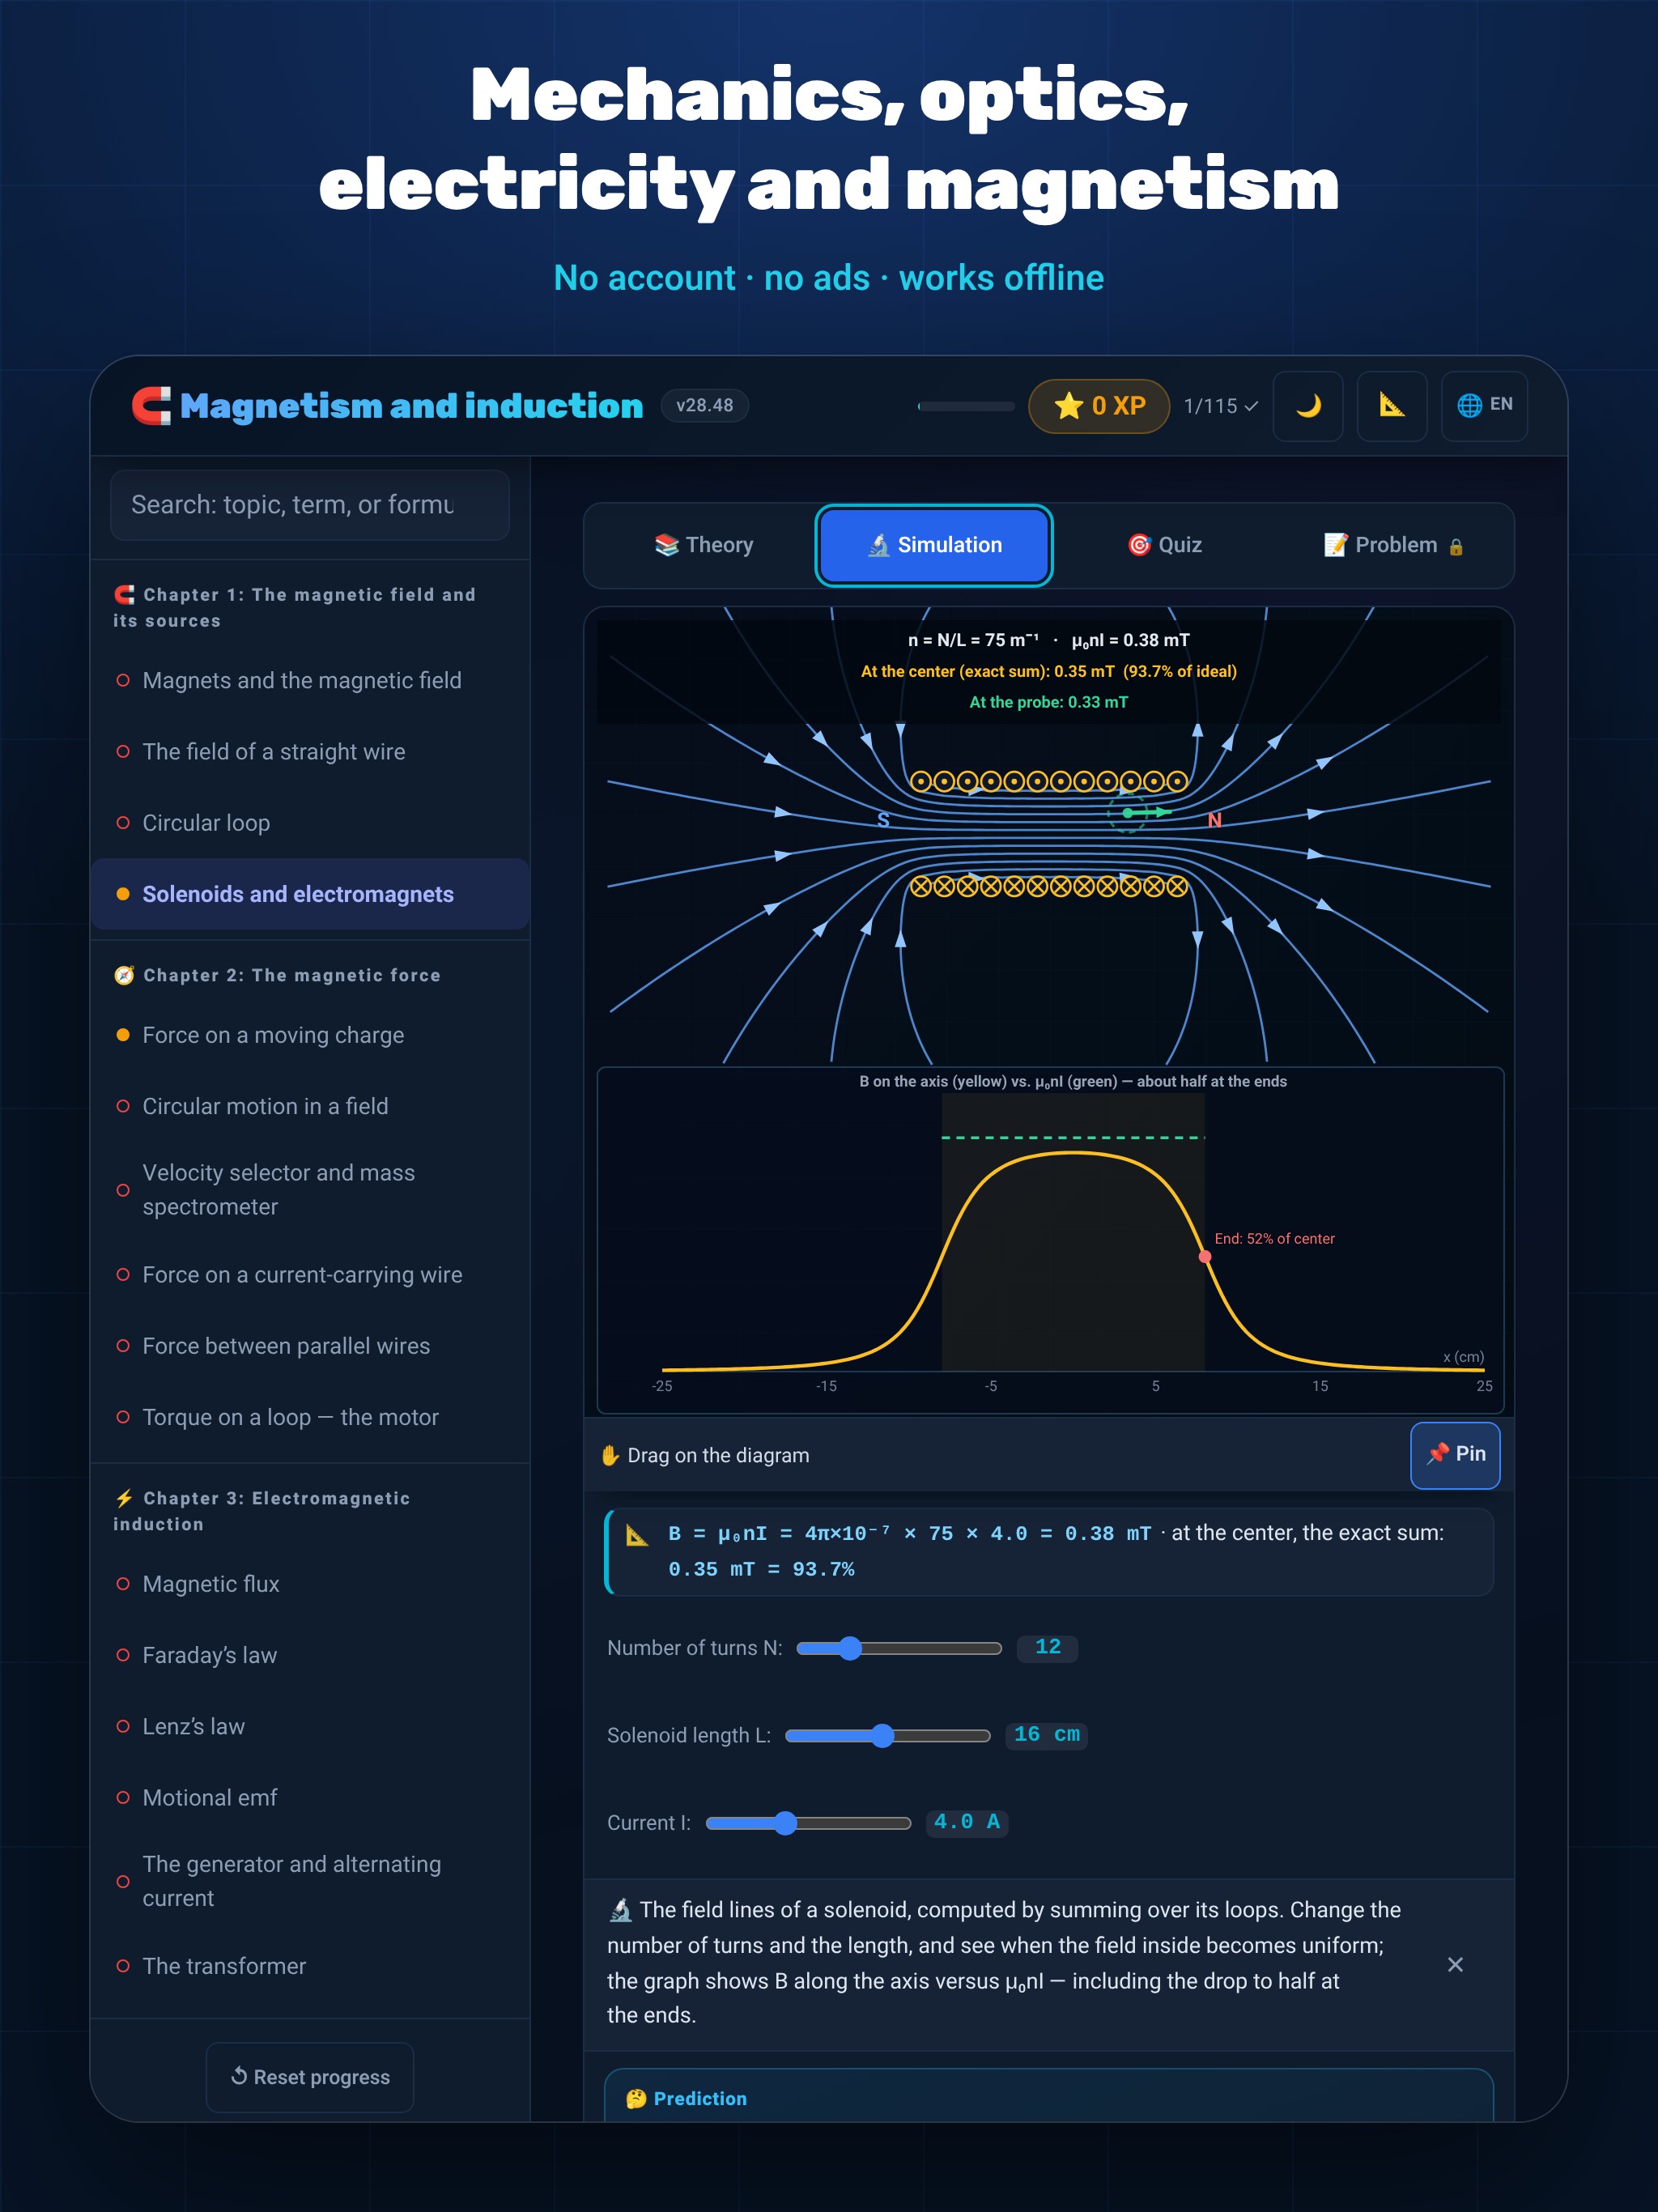 Mechanics, optics,
electricity and magnetism
No account · no ads · works offline
🧲 Magnetism and induction
v28.48
⭐ 0 XP
1/115 ✓
🌙
📐
🌐 EN
Search: topic, term, or formu
🧲 Chapter 1: The magnetic field and
its sources
Magnets and the magnetic field
The field of a straight wire
Circular loop
Solenoids and electromagnets
🧭 Chapter 2: The magnetic force
Force on a moving charge
Circular motion in a field
Velocity selector and mass
spectrometer
Force on a current-carrying wire
Force between parallel wires
Torque on a loop — the motor
⚡ Chapter 3: Electromagnetic
induction
Magnetic flux
Faraday’s law
Lenz’s law
Motional emf
The generator and alternating
current
The transformer
↺ Reset progress
📚 Theory
🔬 Simulation
🎯 Quiz
📝 Problem 🔒
n = N/L = 75 m⁻¹ · μ₀nI = 0.38 mT
At the center (exact sum): 0.35 mT (93.7% of ideal)
At the probe: 0.33 mT
S
N
B on the axis (yellow) vs. μ₀nI (green) — about half at the ends
End: 52% of center
x (cm)
-25 -15 -5 5 15 25
✋ Drag on the diagram
📌 Pin
📐 B = μ₀nI = 4π×10⁻⁷ × 75 × 4.0 = 0.38 mT · at the center, the exact sum:
0.35 mT = 93.7%
Number of turns N: 12
Solenoid length L: 16 cm
Current I: 4.0 A
🔬 The field lines of a solenoid, computed by summing over its loops. Change the
number of turns and the length, and see when the field inside becomes uniform;
the graph shows B along the axis versus μ₀nI — including the drop to half at
the ends.
✕
🤔 Prediction